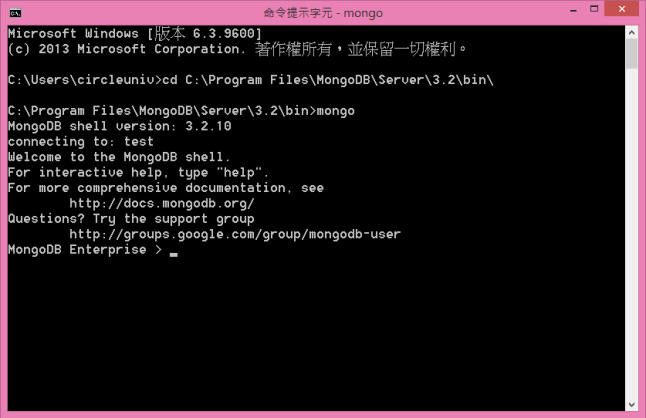 命令提示字元 - mongo
Microsoft Windows [版本 6.3.9600]
(c) 2013 Microsoft Corporation. 著作權所有，並保留一切權利。
C:\Users\circleuniv>cd C:\Program Files\MongoDB\Server\3.2\bin\
C:\Program Files\MongoDB\Server\3.2\bin>mongo
MongoDB shell version: 3.2.10
connecting to: test
Welcome to the MongoDB shell.
For interactive help, type "help".
For more comprehensive documentation, see
http://docs.mongodb.org/
Questions? Try the support group
http://groups.google.com/group/mongodb-user
MongoDB Enterprise > _